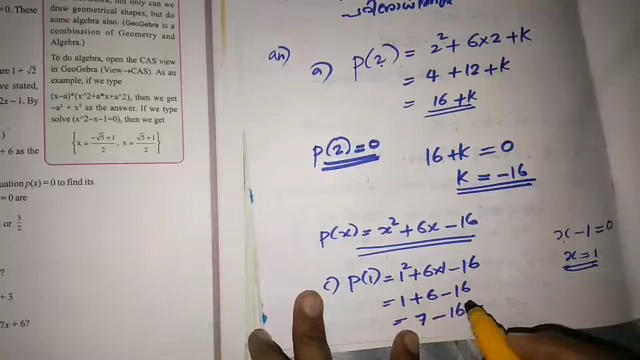 draw geometrical shapes, but do
some algebra also. (GeoGebra is a
combination of Geometry and
Algebra.)
To do algebra, open the CAS view
in GeoGebra (View→CAS). As an
example, if we type
(x−a)*(x^2+a*x+a^2), then we get
−a³ + x³ as the answer. If we type
solve (x^2−x−1=0), then we get
{x = −√5+1/2, x = √5+1/2}
= 0. These
are 1 + √2
ve stated,
2x − 1. By
+ 6 as the
uation p(x) = 0 to find its
= 0 are
or 3/2
+ 3
7x + 6?
an)
a) p(2) = 2² + 6×2 + k
= 4 + 12 + k
= 16 + k
p(2) = 0
16 + k = 0
k = −16
p(x) = x² + 6x − 16
c) p(1) = 1² + 6×1 − 16
= 1 + 6 − 16
= 7 − 16
x − 1 = 0
x = 1